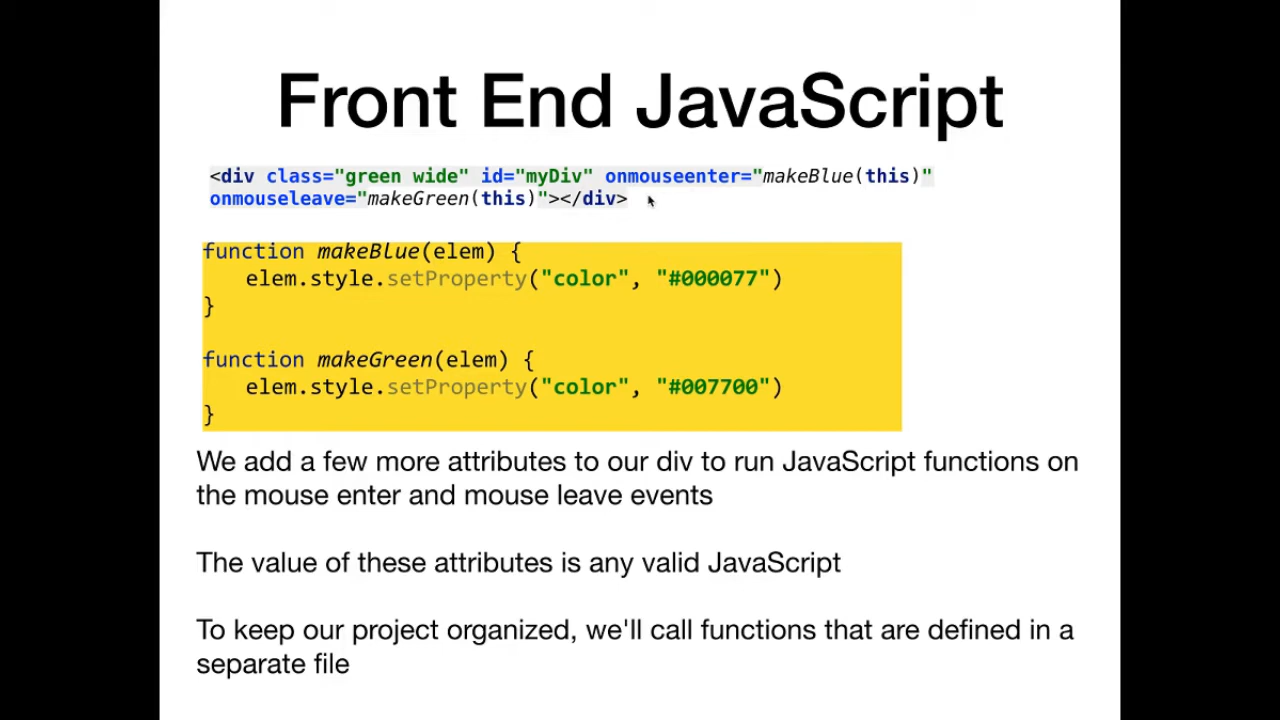 Front End JavaScript
<div class="green wide" id="myDiv" onmouseenter="makeBlue(this)"
onmouseleave="makeGreen(this)"></div>
function makeBlue(elem) {
elem.style.setProperty("color", "#000077")
}
function makeGreen(elem) {
elem.style.setProperty("color", "#007700")
}
We add a few more attributes to our div to run JavaScript functions on
the mouse enter and mouse leave events
The value of these attributes is any valid JavaScript
To keep our project organized, we'll call functions that are defined in a
separate file